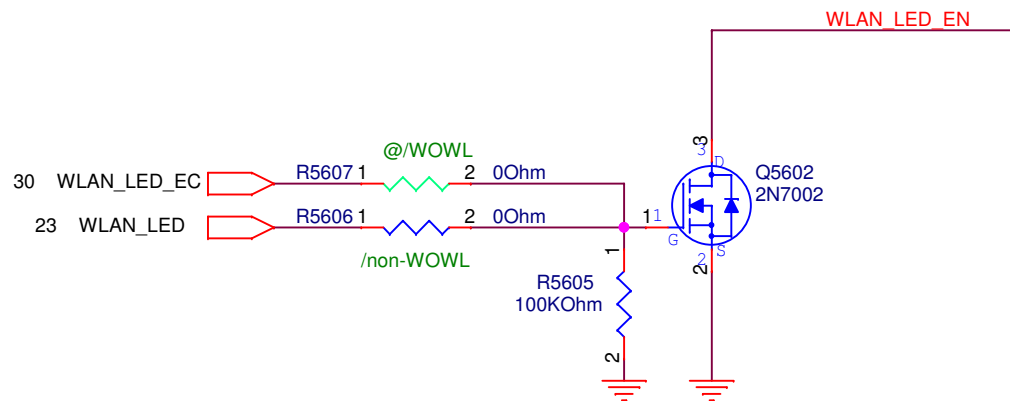 WLAN_LED_EN
3
3
D
@/WOWL
Q5602
2N7002
30 WLAN_LED_EC R5607 1 2 0Ohm
23 WLAN_LED R5606 1 2 0Ohm 1 1
G
S
/non-WOWL
1
2
2
R5605
100KOhm
2